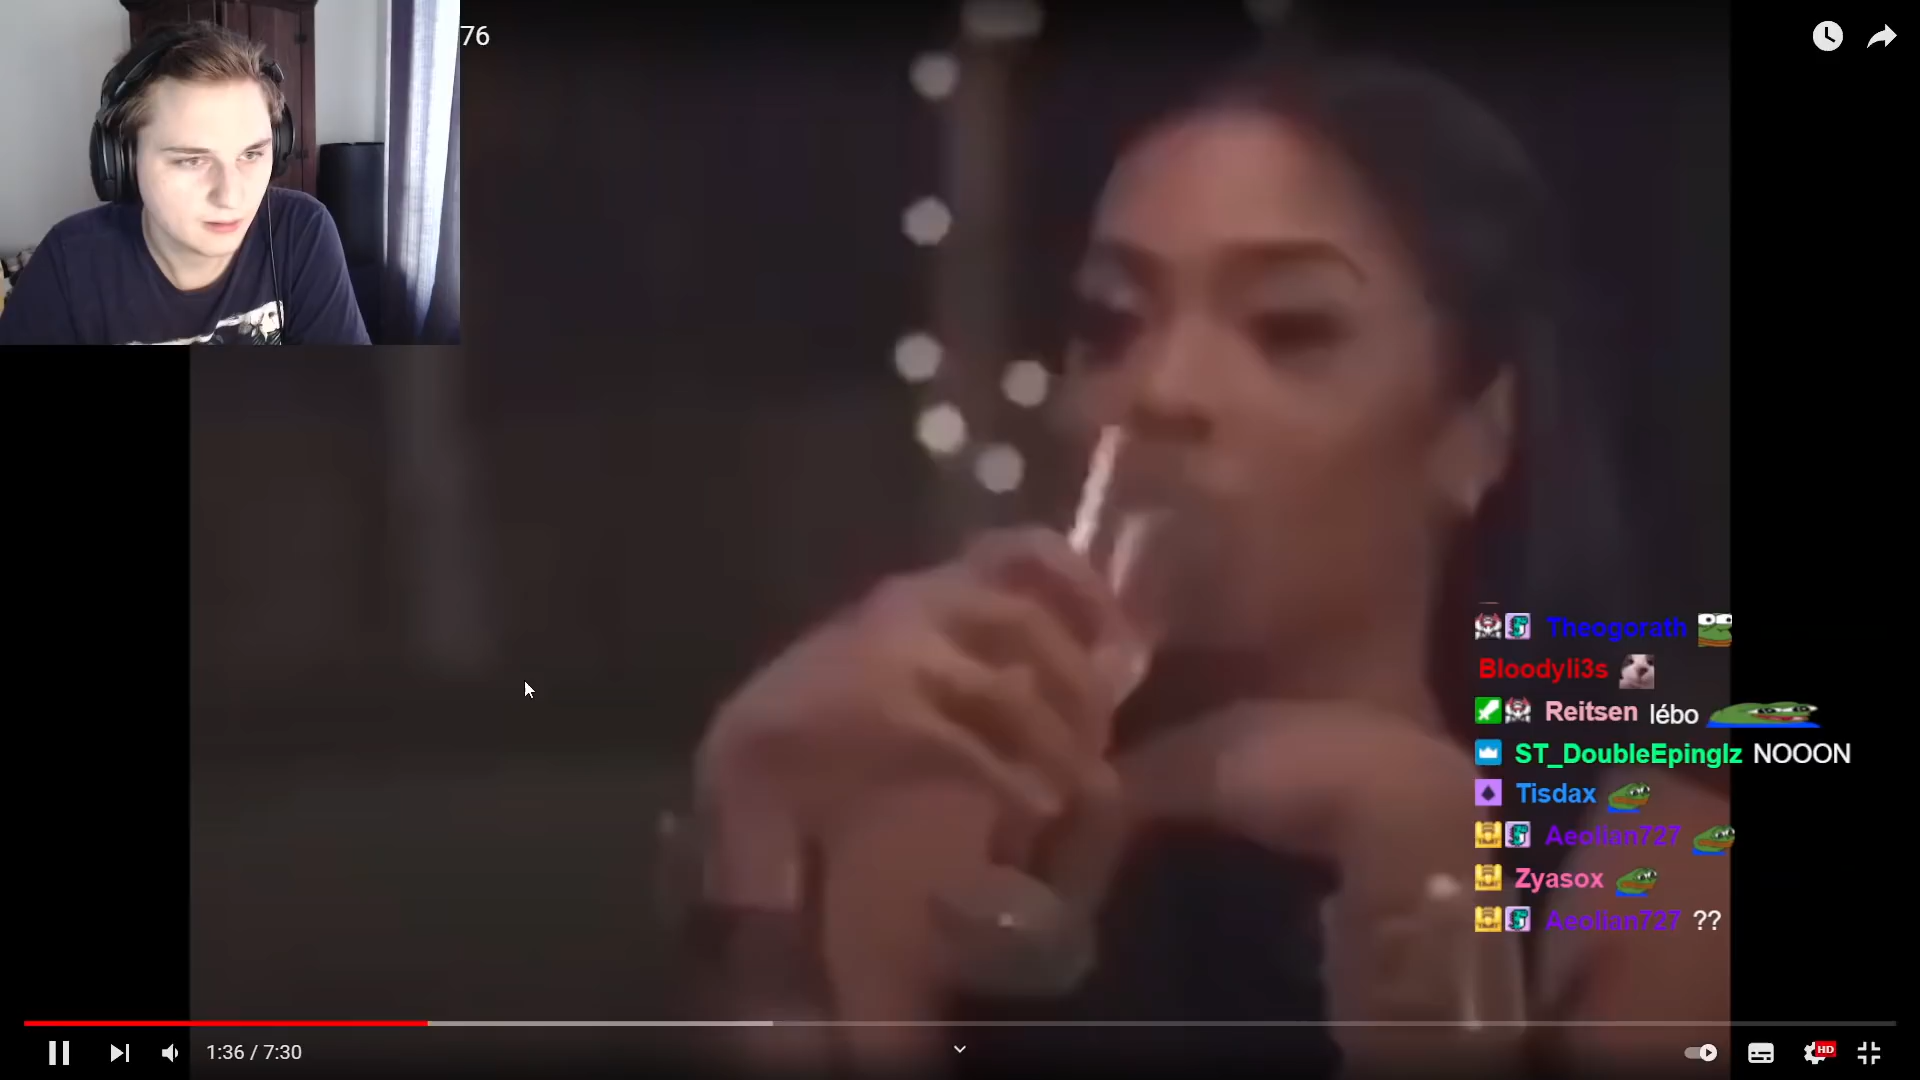 76
Theogorath
Bloodyli3s
Reitsen lébo
ST_DoubleEpinglz NOOON
Tisdax
Aeolian727
Zyasox
Aeolian727 ??
1:36 / 7:30
HD